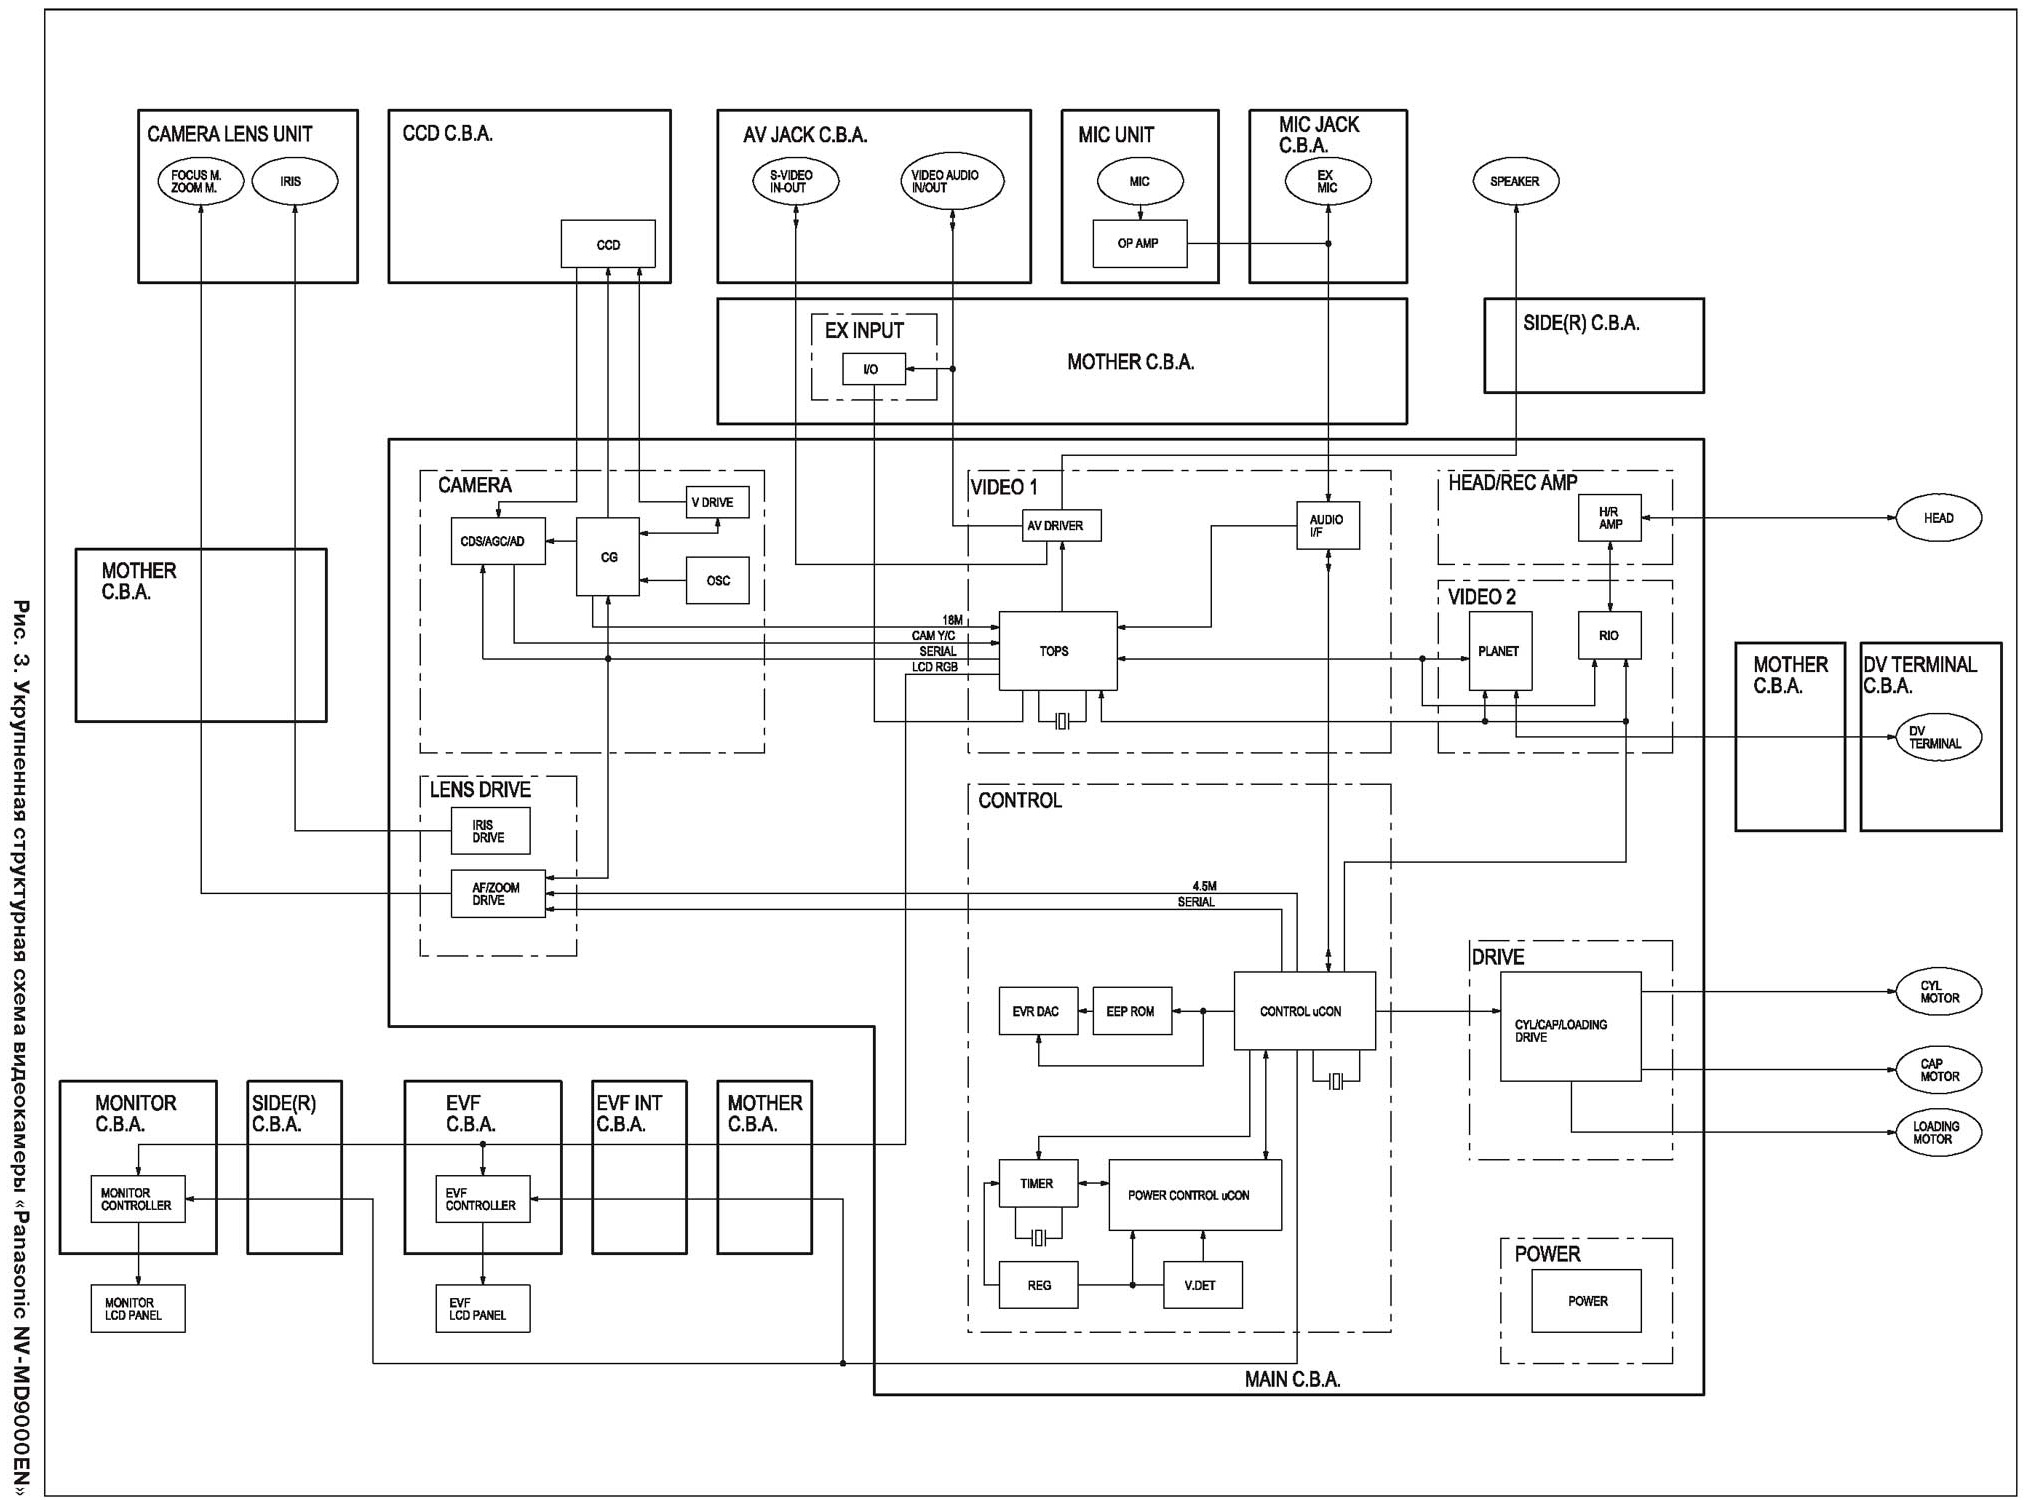 CAMERA LENS UNIT
FOCUS M.
ZOOM M.
IRIS
CCD C.B.A.
CCD
AV JACK C.B.A.
S-VIDEO
IN-OUT
VIDEO AUDIO
IN/OUT
MIC UNIT
MIC
OP AMP
MIC JACK
C.B.A.
EX
MIC
SPEAKER
EX INPUT
I/O
MOTHER C.B.A.
SIDE(R) C.B.A.
CAMERA
V DRIVE
CDS/AGC/AD
CG
OSC
VIDEO 1
AV DRIVER
AUDIO
I/F
HEAD/REC AMP
H/R
AMP
HEAD
MOTHER
C.B.A.
18M
CAM Y/C
SERIAL
LCD RGB
TOPS
VIDEO 2
PLANET
RIO
MOTHER
C.B.A.
DV TERMINAL
C.B.A.
DV
TERMINAL
LENS DRIVE
IRIS
DRIVE
AF/ZOOM
DRIVE
CONTROL
4.5M
SERIAL
EVR DAC
EEP ROM
CONTROL uCON
DRIVE
CYL/CAP/LOADING
DRIVE
CYL
MOTOR
CAP
MOTOR
LOADING
MOTOR
MONITOR
C.B.A.
SIDE(R)
C.B.A.
EVF
C.B.A.
EVF INT
C.B.A.
MOTHER
C.B.A.
MONITOR
CONTROLLER
EVF
CONTROLLER
MONITOR
LCD PANEL
EVF
LCD PANEL
TIMER
POWER CONTROL uCON
REG
V.DET
POWER
POWER
MAIN C.B.A.
Рис. 3. Укрупненная структурная схема видеокамеры «Panasonic NV-MD9000EN»